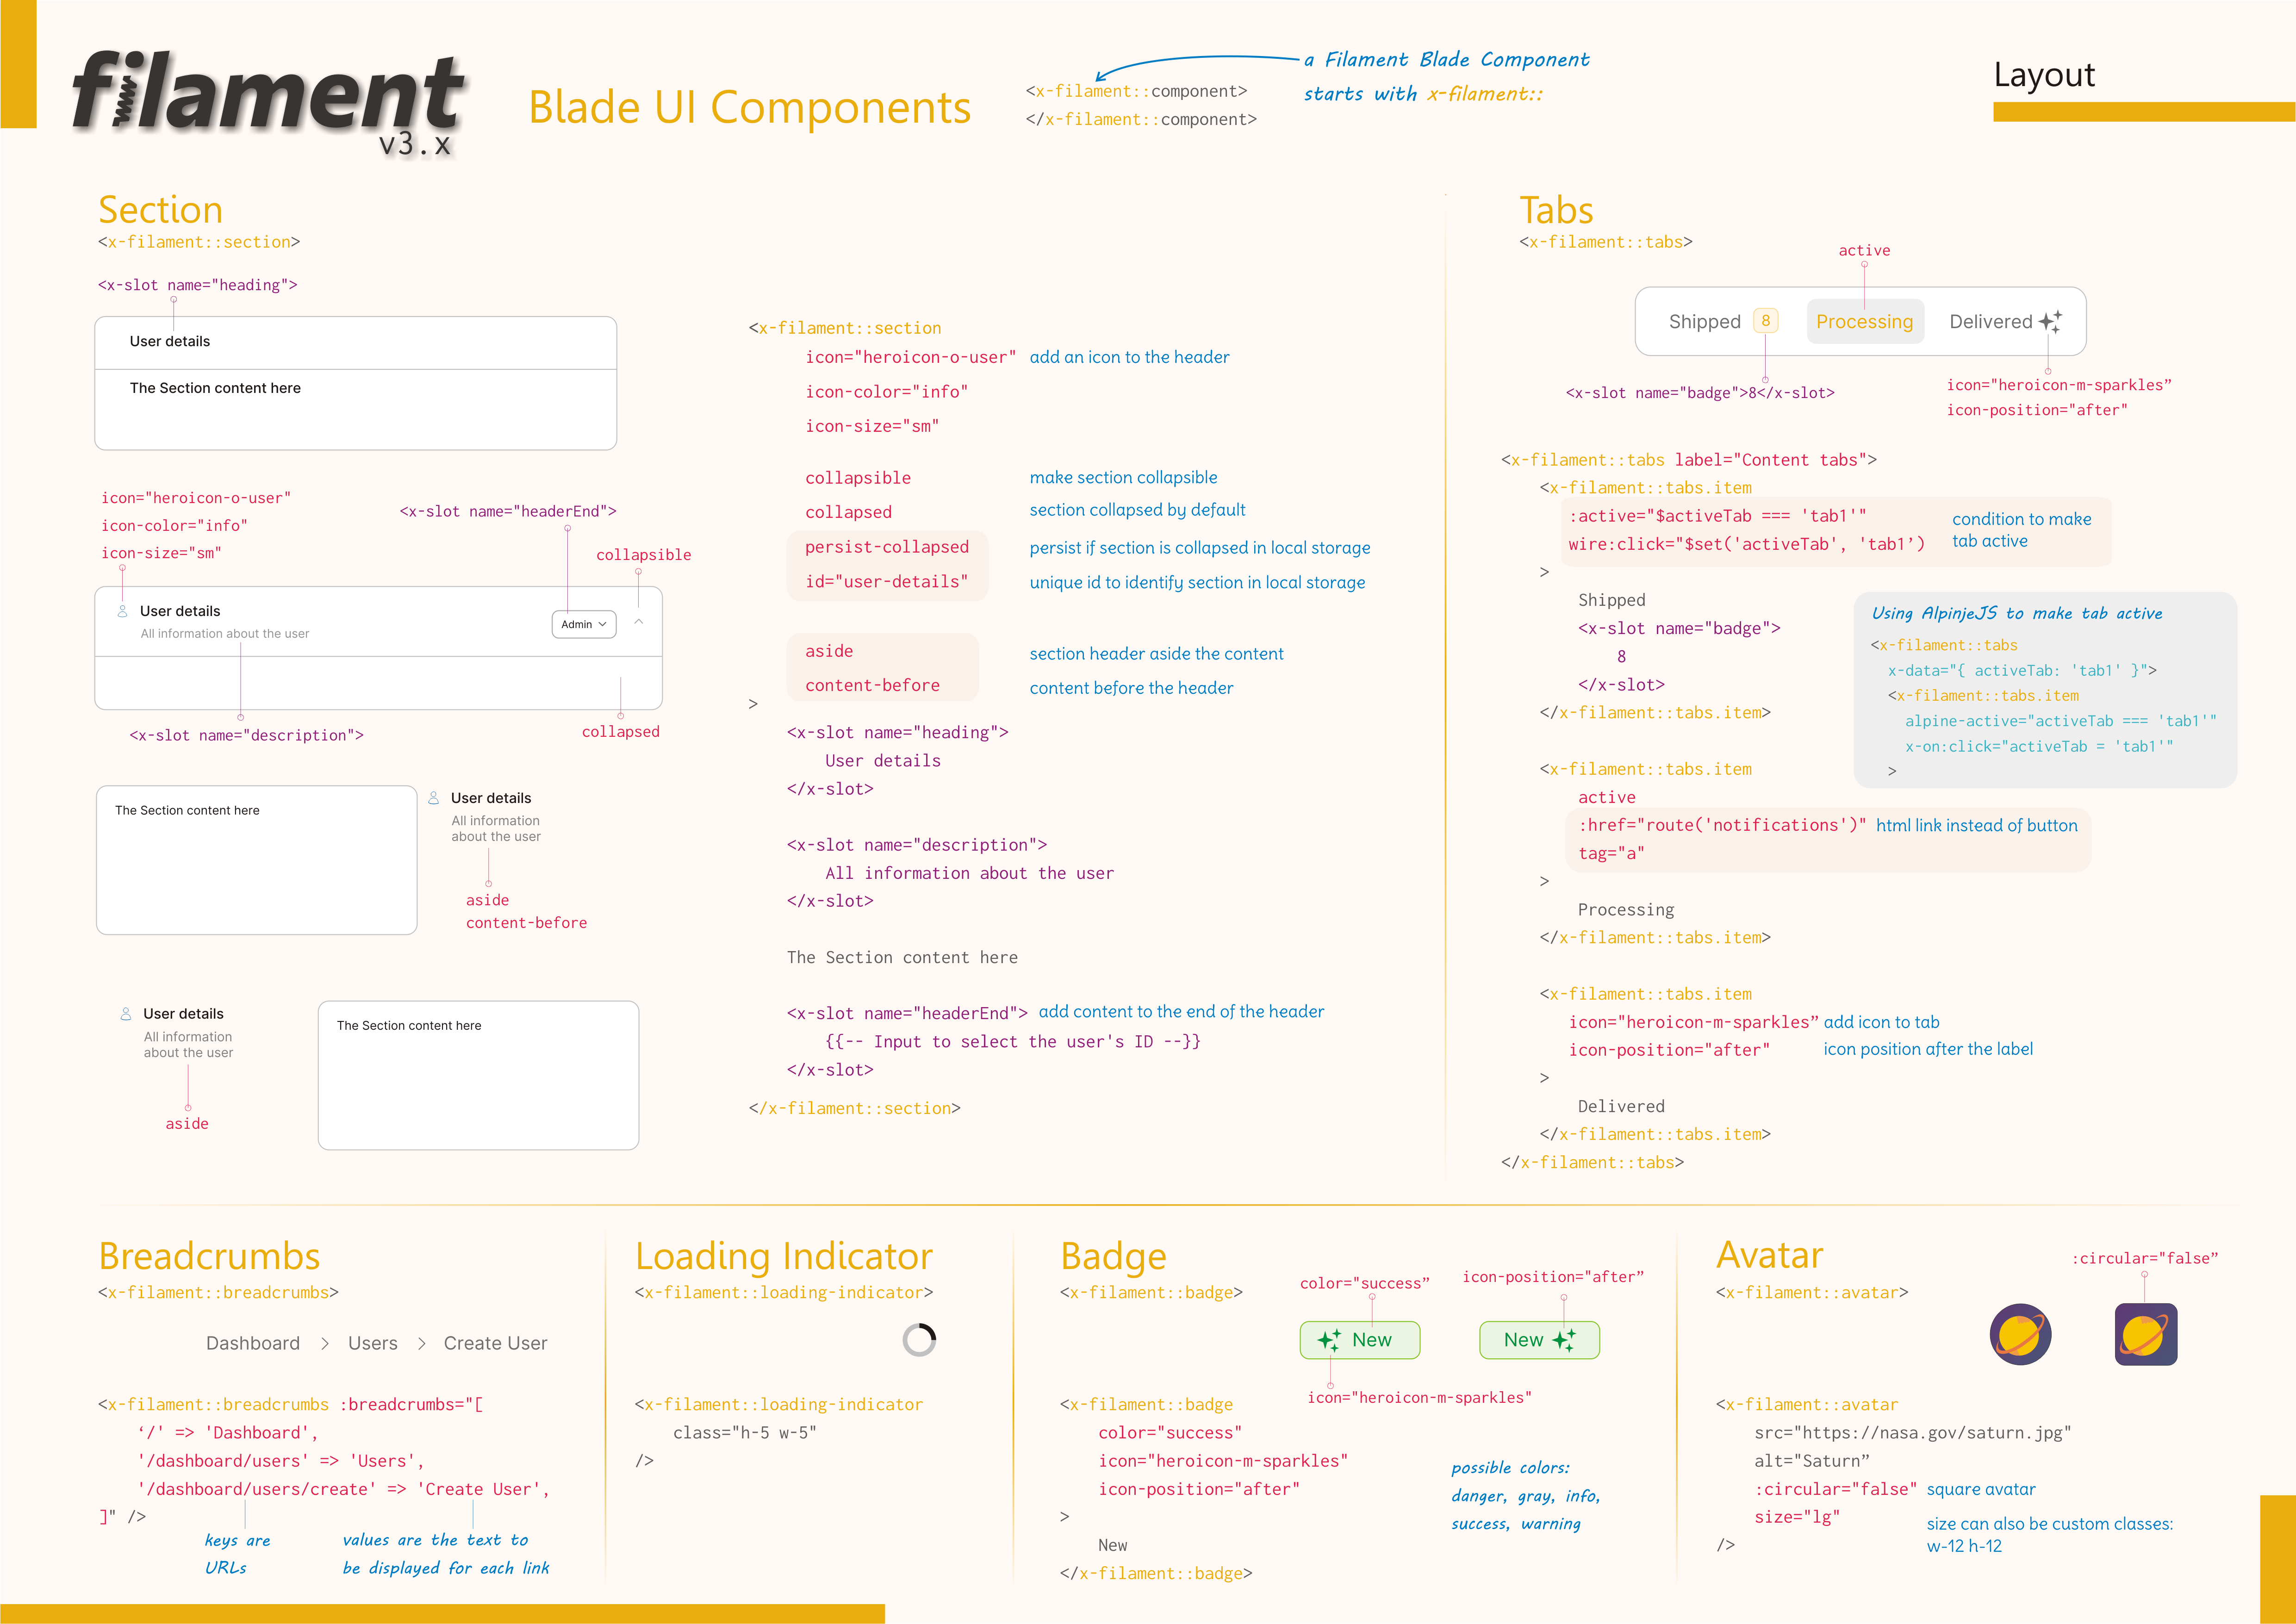 filament
v3.x
Blade UI Components
<x-filament::component>
</x-filament::component>
a Filament Blade Component
starts with x-filament::
Layout
Section
<x-filament::section>
<x-slot name="heading">
User details
The Section content here
icon="heroicon-o-user"
icon-color="info"
icon-size="sm"
<x-slot name="headerEnd">
collapsible
User details
All information about the user
Admin
<x-slot name="description">
collapsed
The Section content here
User details
All information
about the user
aside
content-before
User details
All information
about the user
aside
The Section content here
<x-filament::section
icon="heroicon-o-user" add an icon to the header
icon-color="info"
icon-size="sm"
collapsible make section collapsible
collapsed section collapsed by default
persist-collapsed persist if section is collapsed in local storage
id="user-details" unique id to identify section in local storage
aside section header aside the content
content-before content before the header
>
<x-slot name="heading">
User details
</x-slot>
<x-slot name="description">
All information about the user
</x-slot>
The Section content here
<x-slot name="headerEnd"> add content to the end of the header
{{-- Input to select the user's ID --}}
</x-slot>
</x-filament::section>
Tabs
<x-filament::tabs>
active
Shipped 8 Processing Delivered
<x-slot name="badge">8</x-slot>
icon="heroicon-m-sparkles”
icon-position="after"
<x-filament::tabs label="Content tabs">
<x-filament::tabs.item
:active="$activeTab === 'tab1'"
wire:click="$set('activeTab', 'tab1’)
condition to make
tab active
>
Shipped
<x-slot name="badge">
8
</x-slot>
</x-filament::tabs.item>
Using AlpinjeJS to make tab active
<x-filament::tabs
x-data="{ activeTab: 'tab1' }">
<x-filament::tabs.item
alpine-active="activeTab === 'tab1'"
x-on:click="activeTab = 'tab1'"
>
<x-filament::tabs.item
active
:href="route('notifications')" html link instead of button
tag="a"
>
Processing
</x-filament::tabs.item>
<x-filament::tabs.item
icon="heroicon-m-sparkles” add icon to tab
icon-position="after" icon position after the label
>
Delivered
</x-filament::tabs.item>
</x-filament::tabs>
Breadcrumbs
<x-filament::breadcrumbs>
Dashboard > Users > Create User
<x-filament::breadcrumbs :breadcrumbs="[
‘/' => 'Dashboard',
'/dashboard/users' => 'Users',
'/dashboard/users/create' => 'Create User',
]" />
keys are
URLs
values are the text to
be displayed for each link
Loading Indicator
<x-filament::loading-indicator>
<x-filament::loading-indicator
class="h-5 w-5"
/>
Badge
<x-filament::badge>
color="success”
icon-position="after”
New
New
icon="heroicon-m-sparkles"
<x-filament::badge
color="success"
icon="heroicon-m-sparkles"
icon-position="after"
>
New
</x-filament::badge>
possible colors:
danger, gray, info,
success, warning
Avatar
<x-filament::avatar>
:circular="false”
<x-filament::avatar
src="https://nasa.gov/saturn.jpg"
alt="Saturn”
:circular="false" square avatar
size="lg"
size can also be custom classes:
w-12 h-12
/>